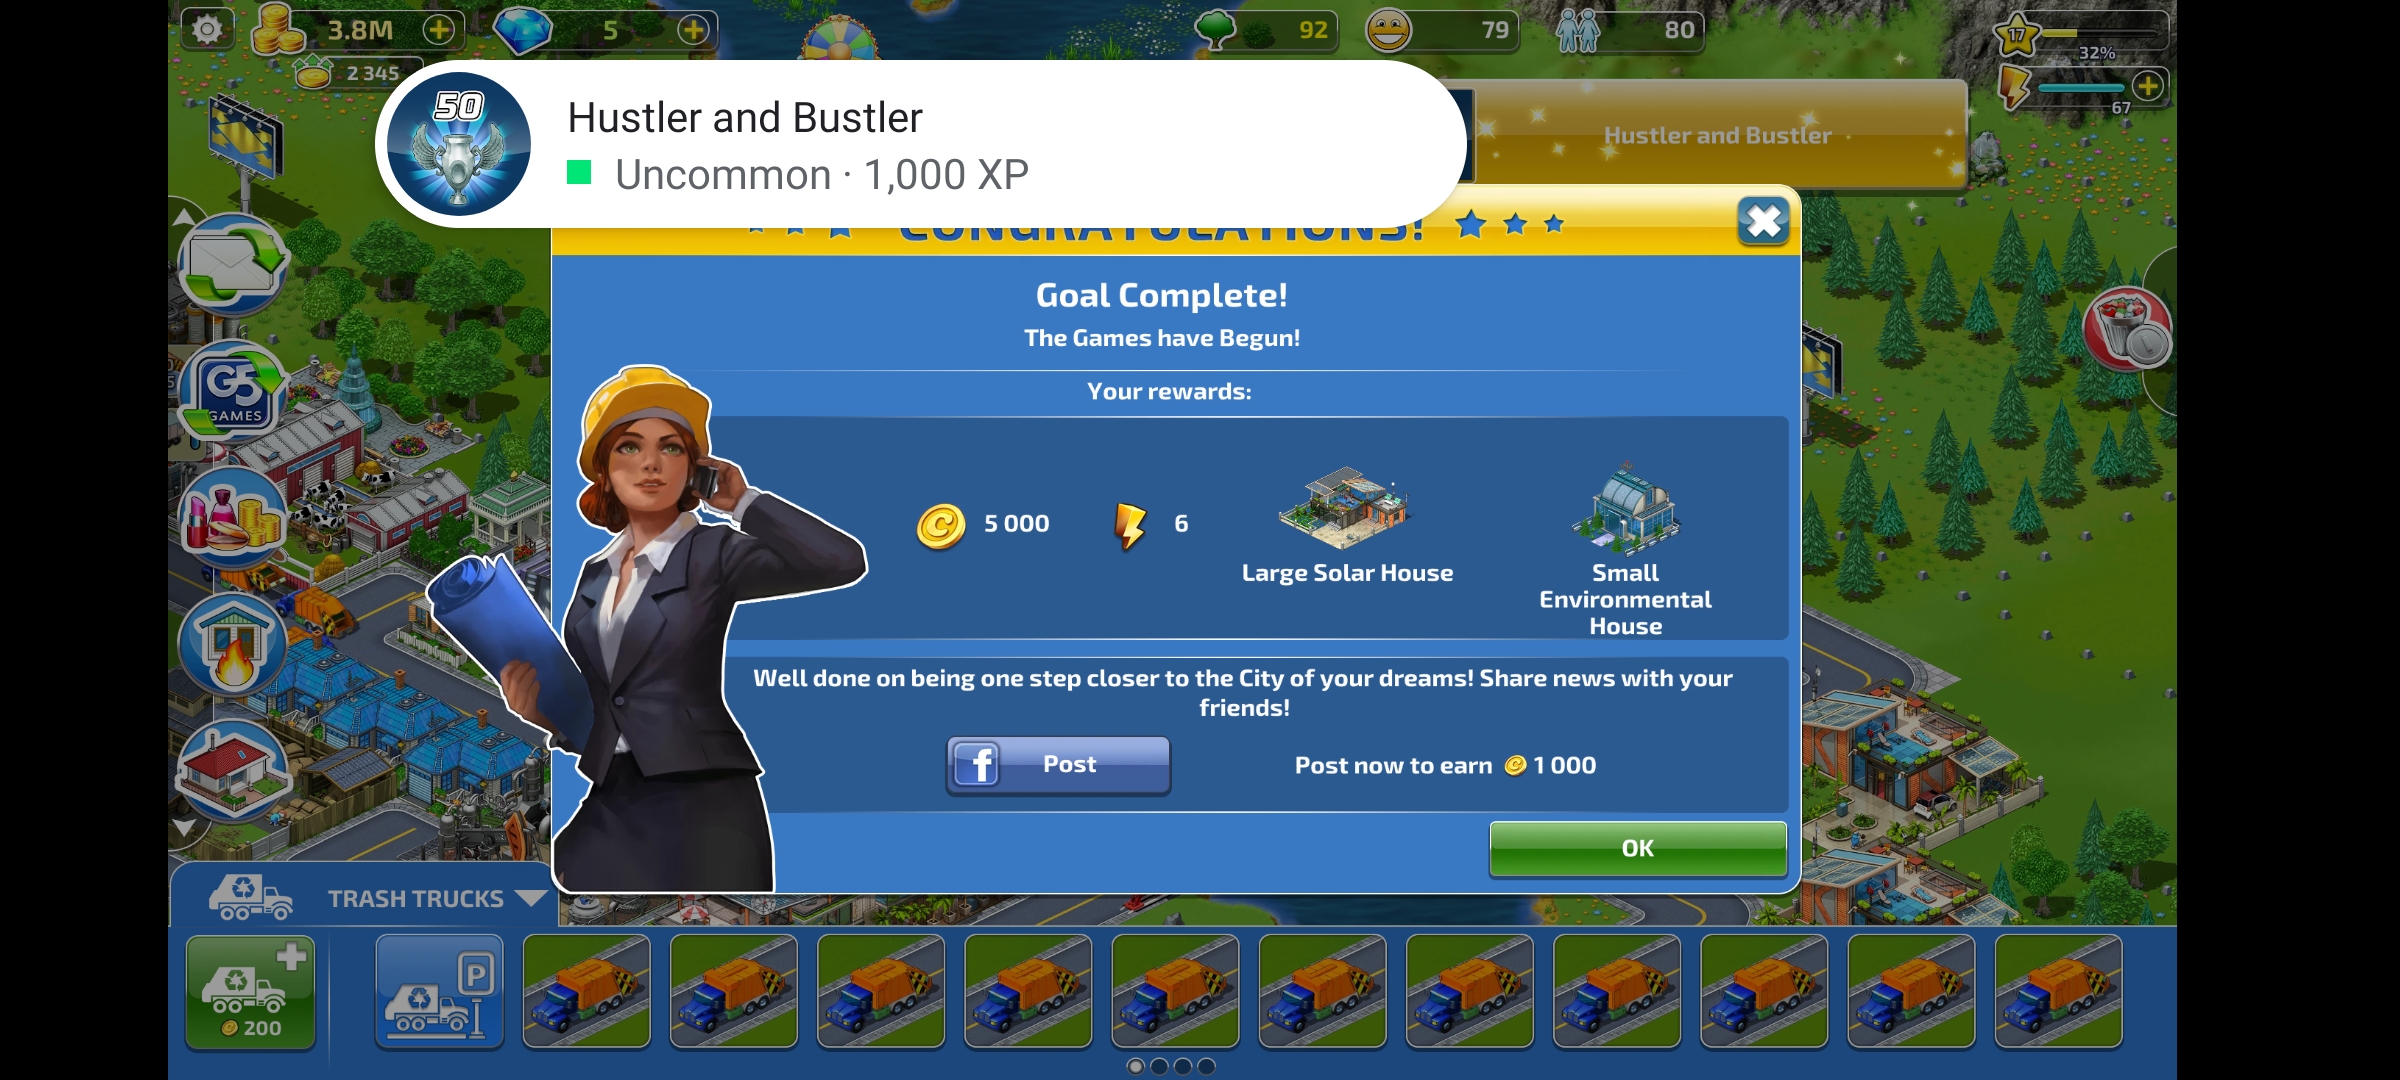 3.8M
5
92
79
80
17
32%
2 345
67
50
Hustler and Bustler
Uncommon · 1,000 XP
Hustler and Bustler
CONGRATULATIONS!
Goal Complete!
The Games have Begun!
Your rewards:
5 000
6
Large Solar House
Small
Environmental
House
G5
GAMES
Well done on being one step closer to the City of your dreams! Share news with your
friends!
f Post
Post now to earn 1 000
OK
TRASH TRUCKS
200
P